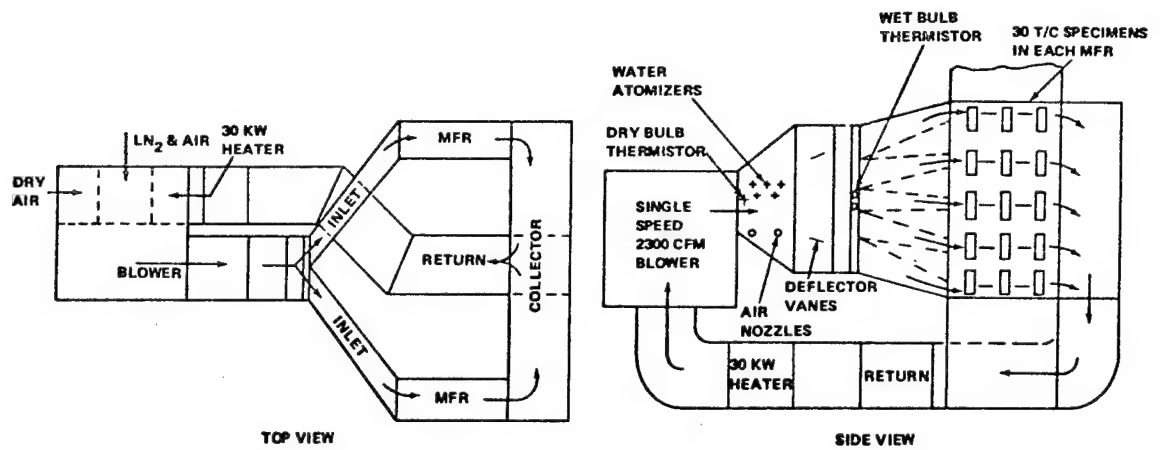 LN2 & AIR
30 KW
HEATER
DRY
AIR
BLOWER
INLET
INLET
MFR
MFR
RETURN
COLLECTOR
TOP VIEW
WET BULB
THERMISTOR
30 T/C SPECIMENS
IN EACH MFR
WATER
ATOMIZERS
DRY BULB
THERMISTOR
SINGLE
SPEED
2300 CFM
BLOWER
DEFLECTOR
VANES
AIR
NOZZLES
30 KW
HEATER
RETURN
SIDE VIEW